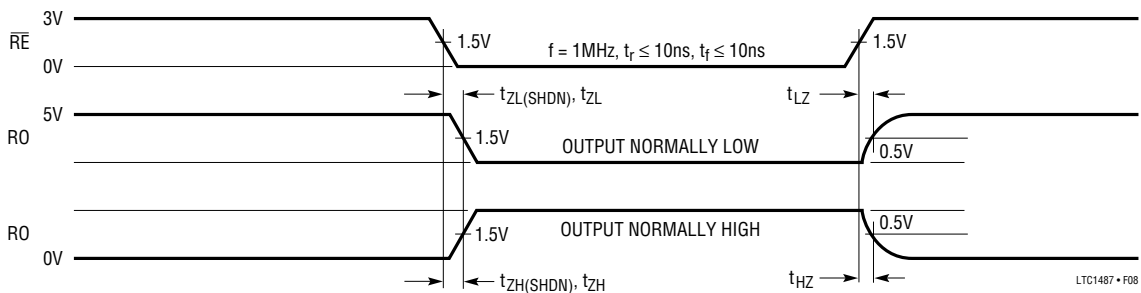 3V
RE
1.5V
f = 1MHz, tr ≤ 10ns, tf ≤ 10ns
1.5V
0V
tZL(SHDN), tZL
tLZ
5V
RO
1.5V
OUTPUT NORMALLY LOW
0.5V
RO
1.5V
OUTPUT NORMALLY HIGH
0.5V
0V
tZH(SHDN), tZH
tHZ
LTC1487 • F08